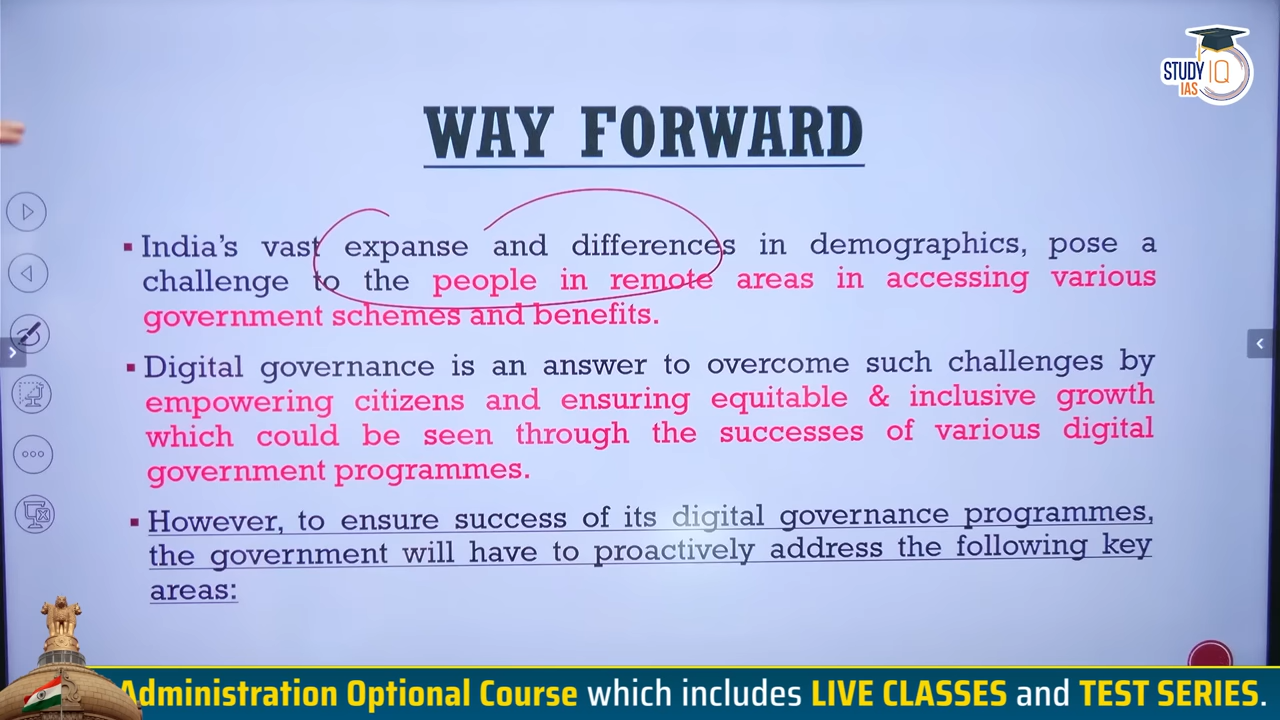 STUDY IQ
IAS
WAY FORWARD
India's vast expanse and differences in demographics, pose a
challenge to the people in remote areas in accessing various
government schemes and benefits.
Digital governance is an answer to overcome such challenges by
empowering citizens and ensuring equitable & inclusive growth
which could be seen through the successes of various digital
government programmes.
However, to ensure success of its digital governance programmes,
the government will have to proactively address the following key
areas:
Administration Optional Course which includes LIVE CLASSES and TEST SERIES.